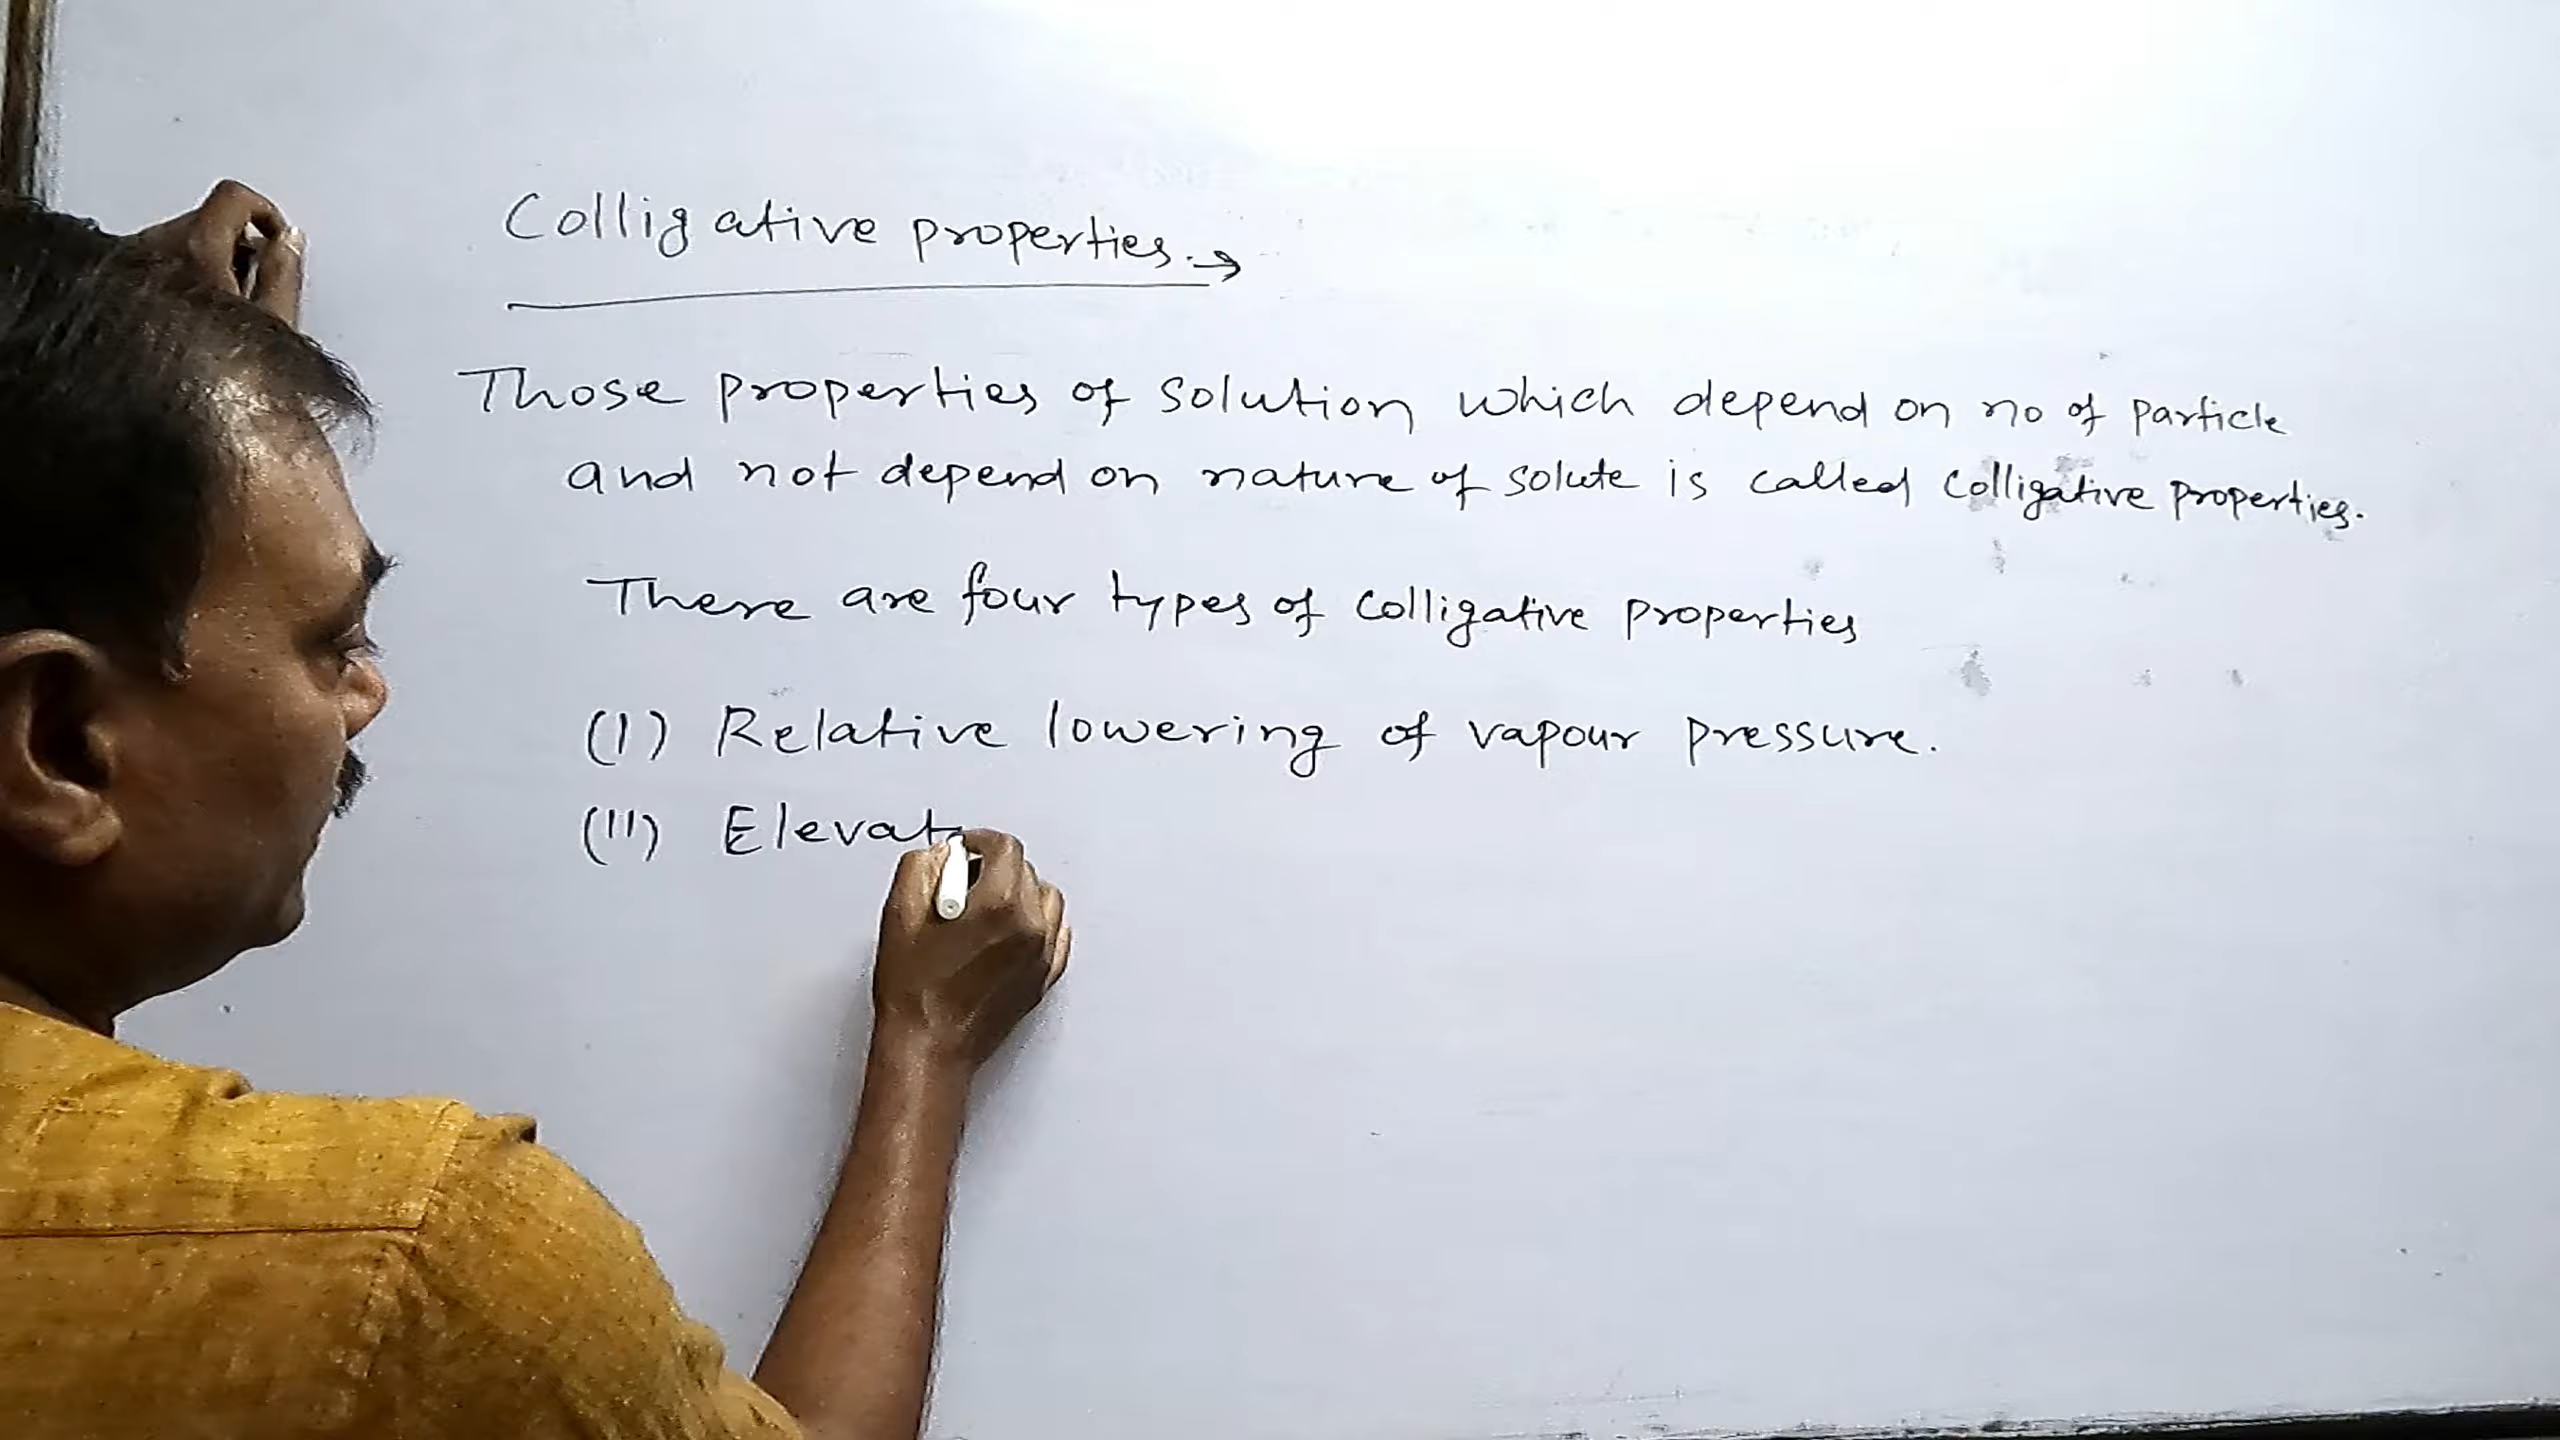 Colligative properties.→
Those properties of solution which depend on no of particle
and not depend on nature of solute is called Colligative properties.
There are four types of Colligative properties
(I) Relative lowering of vapour pressure.
(II) Elevat